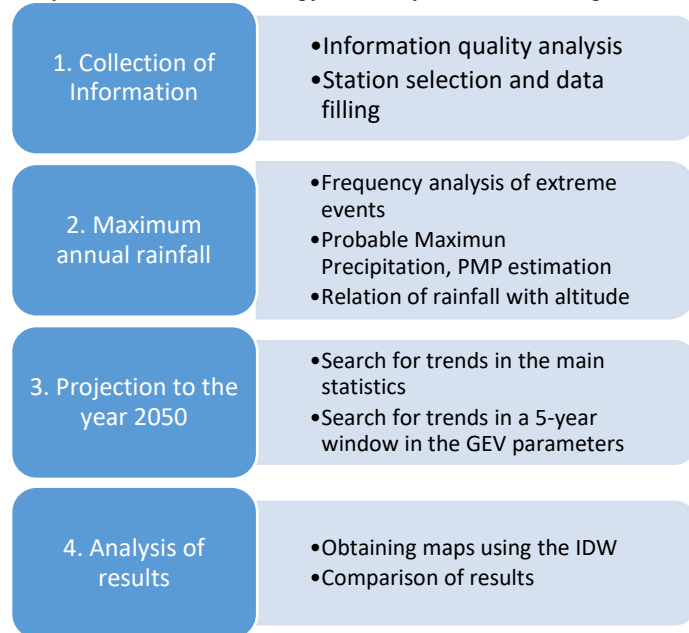 1. Collection of
Information
•Information quality analysis
•Station selection and data
filling
2. Maximum
annual rainfall
•Frequency analysis of extreme
events
•Probable Maximun
Precipitation, PMP estimation
•Relation of rainfall with altitude
3. Projection to the
year 2050
•Search for trends in the main
statistics
•Search for trends in a 5-year
window in the GEV parameters
4. Analysis of
results
•Obtaining maps using the IDW
•Comparison of results